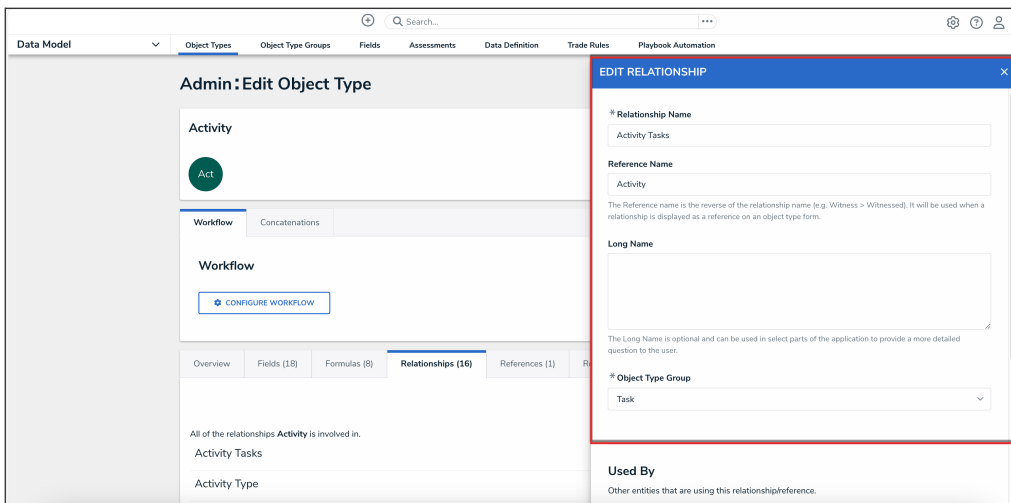 Search...
Data Model
Object Types
Object Type Groups
Fields
Assessments
Data Definition
Trade Rules
Playbook Automation
Admin:Edit Object Type
Activity
Act
Workflow
Concatenations
Workflow
CONFIGURE WORKFLOW
Overview
Fields (18)
Formulas (8)
Relationships (16)
References (1)
All of the relationships Activity is involved in.
Activity Tasks
Activity Type
EDIT RELATIONSHIP
* Relationship Name
Activity Tasks
Reference Name
Activity
The Reference name is the reverse of the relationship name (e.g. Witness > Witnessed). It will be used when a
relationship is displayed as a reference on an object type form.
Long Name
The Long Name is optional and can be used in select parts of the application to provide a more detailed
question to the user.
* Object Type Group
Task
Used By
Other entities that are using this relationship/reference.